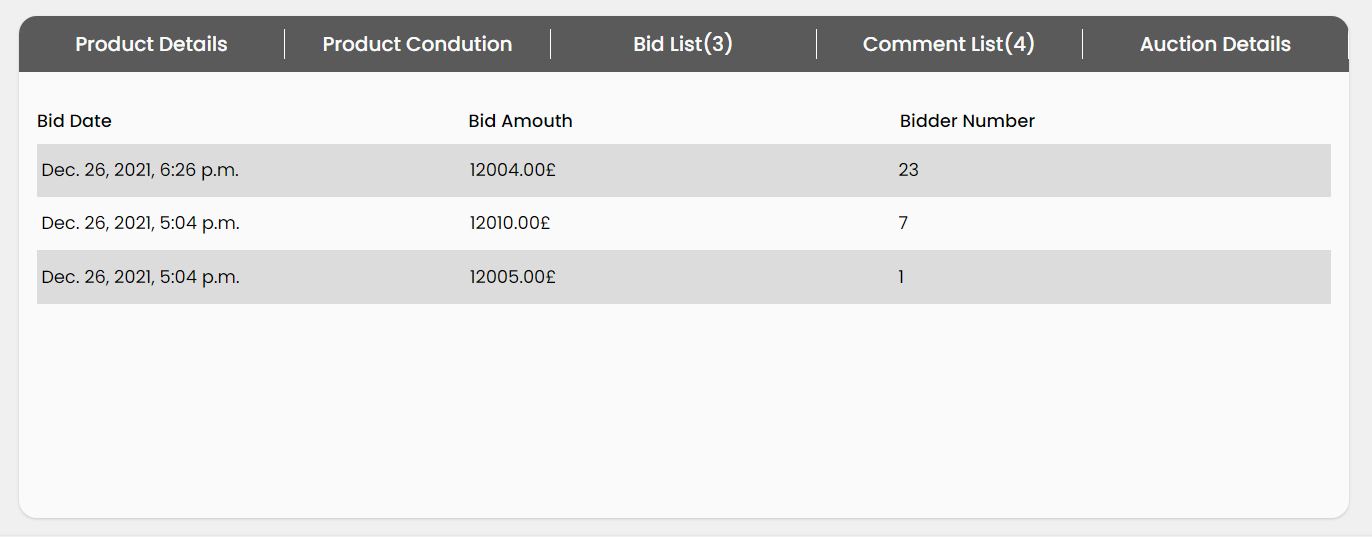 Product Details Product Condution Bid List(3) Comment List(4) Auction Details
Bid Date Bid Amouth Bidder Number
Dec. 26, 2021, 6:26 p.m. 12004.00£ 23
Dec. 26, 2021, 5:04 p.m. 12010.00£ 7
Dec. 26, 2021, 5:04 p.m. 12005.00£ 1